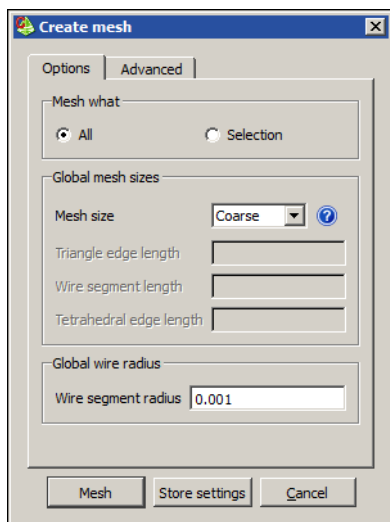 Create mesh
Options Advanced
Mesh what
All Selection
Global mesh sizes
Mesh size Coarse ?
Triangle edge length
Wire segment length
Tetrahedral edge length
Global wire radius
Wire segment radius 0.001
Mesh Store settings Cancel